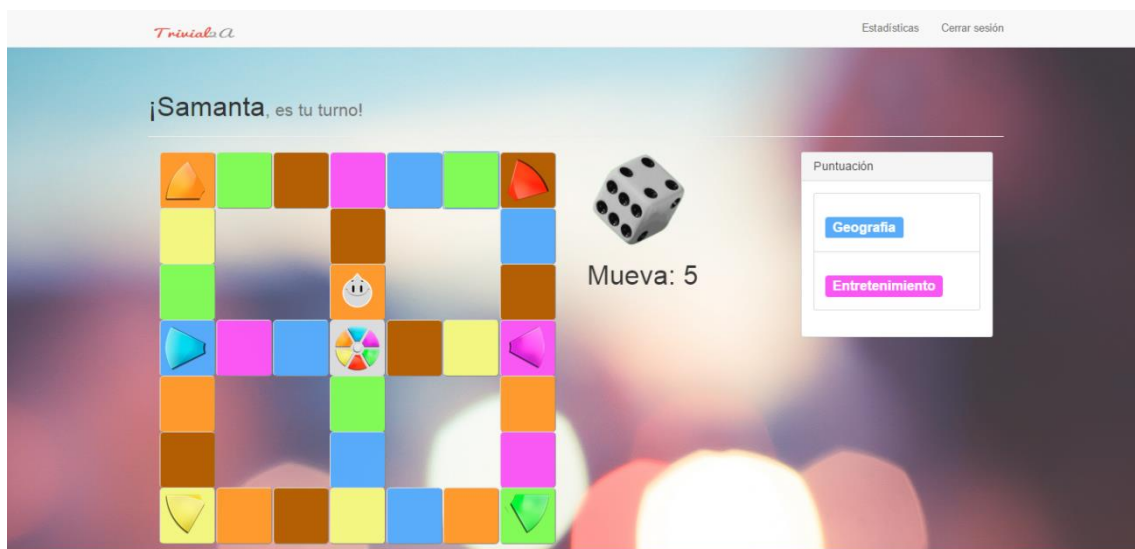 Trivial2A
Estadísticas
Cerrar sesión
¡Samanta, es tu turno!
Mueva: 5
Puntuación
Geografía
Entretenimiento